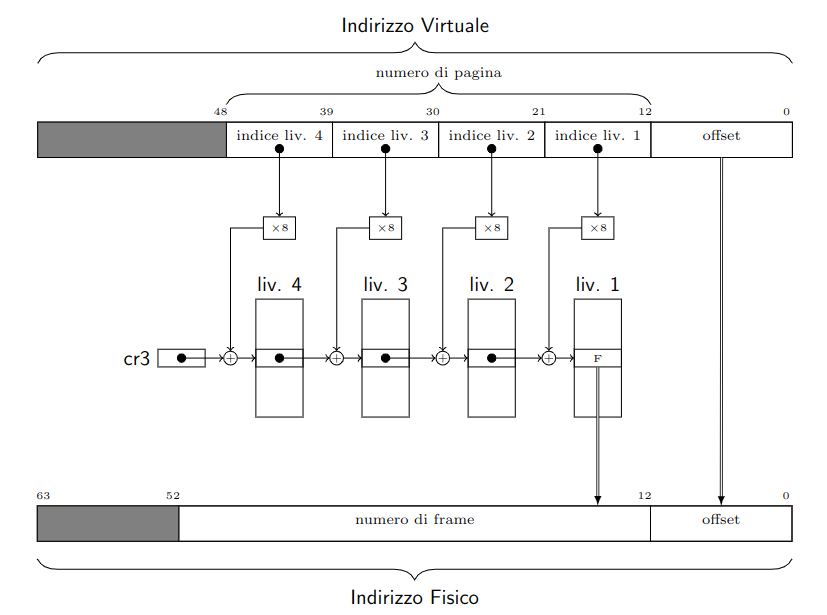 Indirizzo Virtuale
numero di pagina
48 39 30 21 12 0
indice liv. 4 indice liv. 3 indice liv. 2 indice liv. 1 offset
×8 ×8 ×8 ×8
liv. 4 liv. 3 liv. 2 liv. 1
cr3 + + + + F
63 52 12 0
numero di frame offset
Indirizzo Fisico